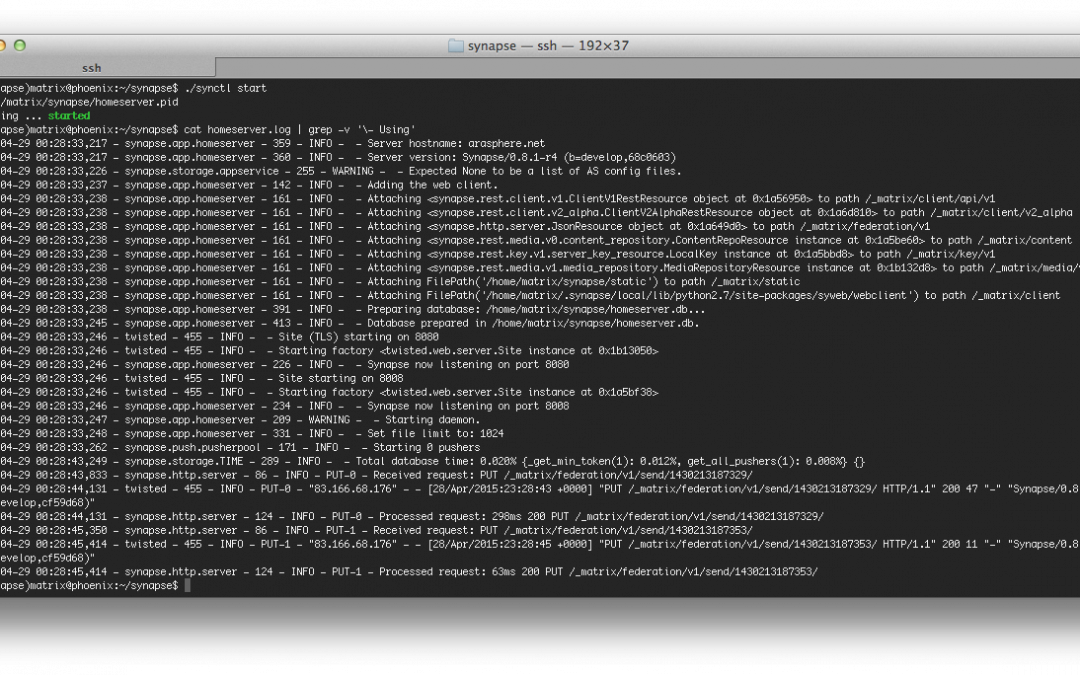 synapse — ssh — 192×37
ssh
apse)matrix@phoenix:~/synapse$ ./synctl start
/matrix/synapse/homeserver.pid
ing ... started
apse)matrix@phoenix:~/synapse$ cat homeserver.log | grep -v '\- Using'
04-29 00:28:33,217 - synapse.app.homeserver - 359 - INFO - - Server hostname: arasphere.net
04-29 00:28:33,217 - synapse.app.homeserver - 360 - INFO - - Server version: Synapse/0.8.1-r4 (b=develop,68c0603)
04-29 00:28:33,226 - synapse.storage.appservice - 255 - WARNING - - Expected None to be a list of AS config files.
04-29 00:28:33,237 - synapse.app.homeserver - 142 - INFO - - Adding the web client.
04-29 00:28:33,238 - synapse.app.homeserver - 161 - INFO - - Attaching <synapse.rest.client.v1.ClientV1RestResource object at 0x1a56950> to path /_matrix/client/api/v1
04-29 00:28:33,238 - synapse.app.homeserver - 161 - INFO - - Attaching <synapse.rest.client.v2_alpha.ClientV2AlphaRestResource object at 0x1a6d810> to path /_matrix/client/v2_alpha
04-29 00:28:33,238 - synapse.app.homeserver - 161 - INFO - - Attaching <synapse.http.server.JsonResource object at 0x1a649d0> to path /_matrix/federation/v1
04-29 00:28:33,238 - synapse.app.homeserver - 161 - INFO - - Attaching <synapse.rest.media.v0.content_repository.ContentRepoResource instance at 0x1a5be60> to path /_matrix/content
04-29 00:28:33,238 - synapse.app.homeserver - 161 - INFO - - Attaching <synapse.rest.key.v1.server_key_resource.LocalKey instance at 0x1a5bbd8> to path /_matrix/key/v1
04-29 00:28:33,238 - synapse.app.homeserver - 161 - INFO - - Attaching <synapse.rest.media.v1.media_repository.MediaRepositoryResource instance at 0x1b132d8> to path /_matrix/media/
04-29 00:28:33,238 - synapse.app.homeserver - 161 - INFO - - Attaching FilePath('/home/matrix/synapse/static') to path /_matrix/static
04-29 00:28:33,238 - synapse.app.homeserver - 161 - INFO - - Attaching FilePath('/home/matrix/.synapse/local/lib/python2.7/site-packages/syweb/webclient') to path /_matrix/client
04-29 00:28:33,238 - synapse.app.homeserver - 391 - INFO - - Preparing database: /home/matrix/synapse/homeserver.db...
04-29 00:28:33,245 - synapse.app.homeserver - 413 - INFO - - Database prepared in /home/matrix/synapse/homeserver.db.
04-29 00:28:33,246 - twisted - 455 - INFO - - Site (TLS) starting on 8080
04-29 00:28:33,246 - twisted - 455 - INFO - - Starting factory <twisted.web.server.Site instance at 0x1b13050>
04-29 00:28:33,246 - synapse.app.homeserver - 226 - INFO - - Synapse now listening on port 8080
04-29 00:28:33,246 - twisted - 455 - INFO - - Site starting on 8008
04-29 00:28:33,246 - twisted - 455 - INFO - - Starting factory <twisted.web.server.Site instance at 0x1a5bf38>
04-29 00:28:33,246 - synapse.app.homeserver - 234 - INFO - - Synapse now listening on port 8008
04-29 00:28:33,247 - synapse.app.homeserver - 209 - WARNING - - Starting daemon.
04-29 00:28:33,248 - synapse.app.homeserver - 331 - INFO - - Set file limit to: 1024
04-29 00:28:33,262 - synapse.push.pusherpool - 171 - INFO - - Starting 0 pushers
04-29 00:28:43,249 - synapse.storage.TIME - 289 - INFO - - Total database time: 0.020% {_get_min_token(1): 0.012%, get_all_pushers(1): 0.008%} {}
04-29 00:28:43,833 - synapse.http.server - 86 - INFO - PUT-0 - Received request: PUT /_matrix/federation/v1/send/1430213187329/
04-29 00:28:44,131 - twisted - 455 - INFO - PUT-0 - "83.166.68.176" - - [28/Apr/2015:23:28:43 +0000] "PUT /_matrix/federation/v1/send/1430213187329/ HTTP/1.1" 200 47 "-" "Synapse/0.8
evelop,cf59d68)"
04-29 00:28:44,131 - synapse.http.server - 124 - INFO - PUT-0 - Processed request: 298ms 200 PUT /_matrix/federation/v1/send/1430213187329/
04-29 00:28:45,350 - synapse.http.server - 86 - INFO - PUT-1 - Received request: PUT /_matrix/federation/v1/send/1430213187353/
04-29 00:28:45,414 - twisted - 455 - INFO - PUT-1 - "83.166.68.176" - - [28/Apr/2015:23:28:45 +0000] "PUT /_matrix/federation/v1/send/1430213187353/ HTTP/1.1" 200 11 "-" "Synapse/0.8
evelop,cf59d68)"
04-29 00:28:45,414 - synapse.http.server - 124 - INFO - PUT-1 - Processed request: 63ms 200 PUT /_matrix/federation/v1/send/1430213187353/
apse)matrix@phoenix:~/synapse$